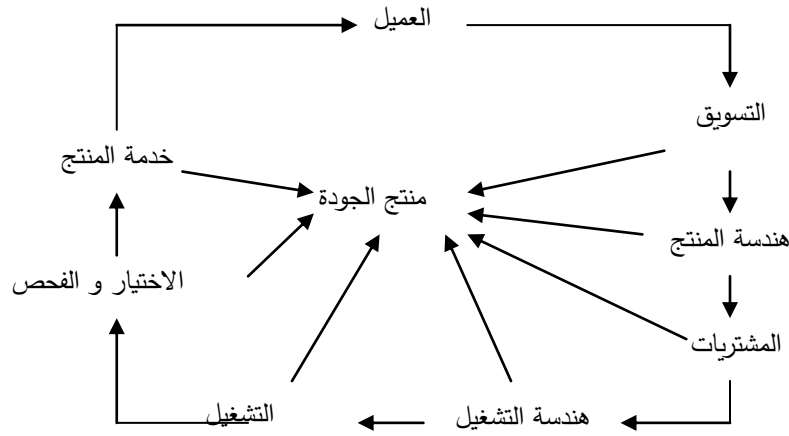 العميل
التسويق
خدمة المنتج
منتج الجودة
هندسة المنتج
الاختيار و الفحص
المشتريات
هندسة التشغيل
التشغيل